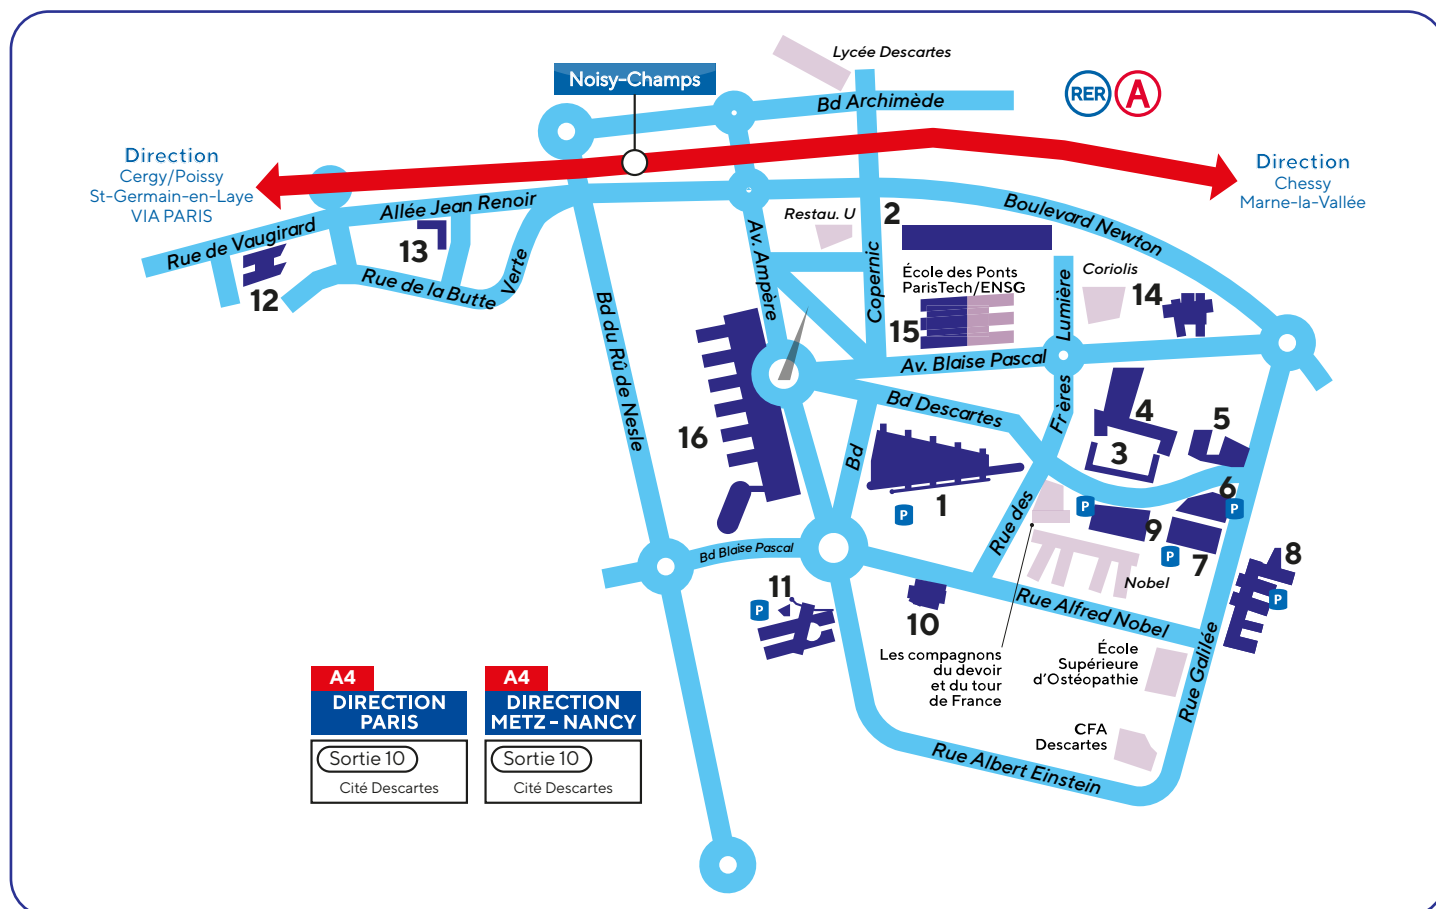 Lycée Descartes
Noisy-Champs
Bd Archimède
RER A
Direction
Cergy/Poissy
St-Germain-en-Laye
VIA PARIS
Direction
Chessy
Marne-la-Vallée
Rue de Vaugirard
Allée Jean Renoir
13
12
Rue de la Butte Verte
Restau. U
2
Boulevard Newton
Av. Ampère
Copernic
École des Ponts
ParisTech/ENSG
15
Lumière
Coriolis
14
Bd du Rû de Nesle
Av. Blaise Pascal
Bd Descartes
Frères
4
5
3
16
Bd
1
P
Rue des
P
9
6
P
P
7
8
P
Nobel
Bd Blaise Pascal
11
P
10
Rue Alfred Nobel
Les compagnons
du devoir
et du tour
de France
École
Supérieure
d'Ostéopathie
Rue Galilée
CFA
Descartes
Rue Albert Einstein
A4
DIRECTION
PARIS
Sortie 10
Cité Descartes
A4
DIRECTION
METZ - NANCY
Sortie 10
Cité Descartes